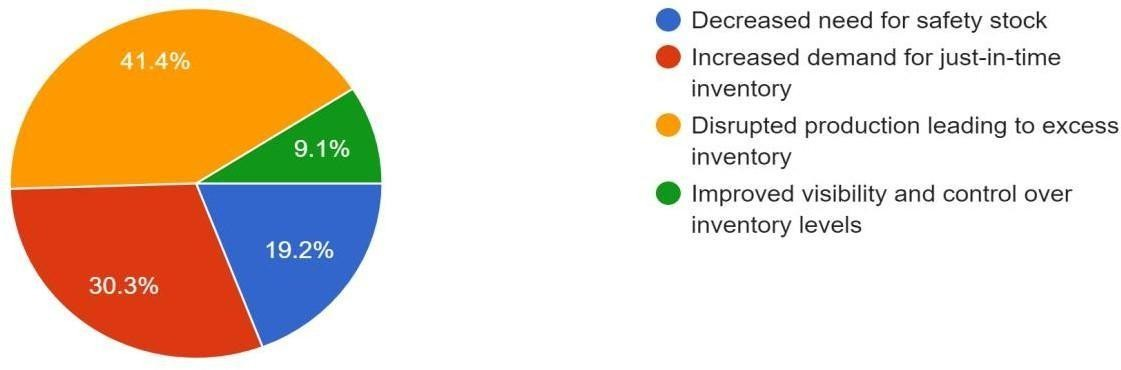 41.4%
9.1%
19.2%
30.3%
Decreased need for safety stock
Increased demand for just-in-time
inventory
Disrupted production leading to excess
inventory
Improved visibility and control over
inventory levels